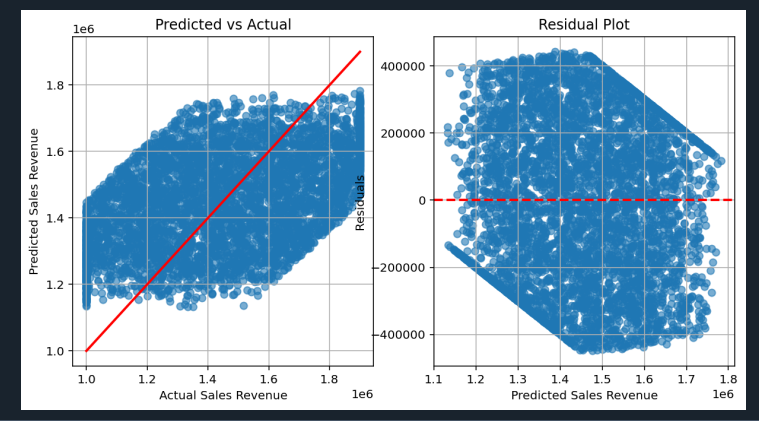 Predicted vs Actual
1e6
Predicted Sales Revenue
1.8
1.6
1.4
1.2
1.0
1.0 1.2 1.4 1.6 1.8
1e6
Actual Sales Revenue
Residual Plot
Residuals
400000
200000
0
−200000
−400000
1.1 1.2 1.3 1.4 1.5 1.6 1.7 1.8
1e6
Predicted Sales Revenue